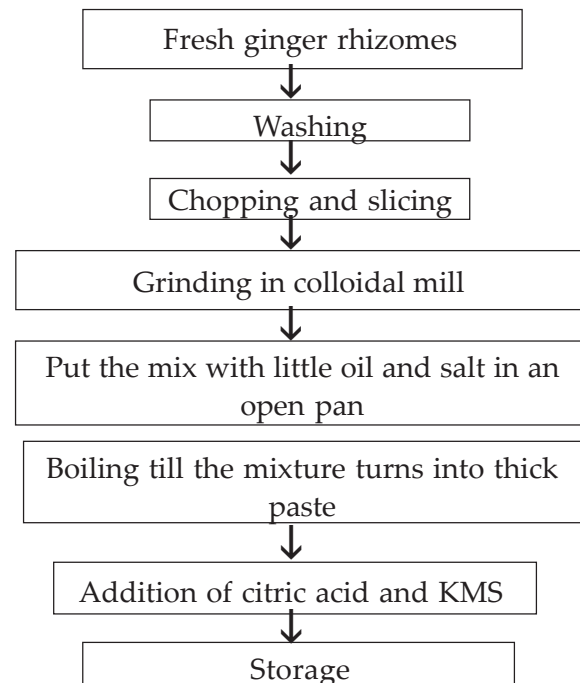 Fresh ginger rhizomes
Washing
Chopping and slicing
Grinding in colloidal mill
Put the mix with little oil and salt in an
open pan
Boiling till the mixture turns into thick
paste
Addition of citric acid and KMS
Storage